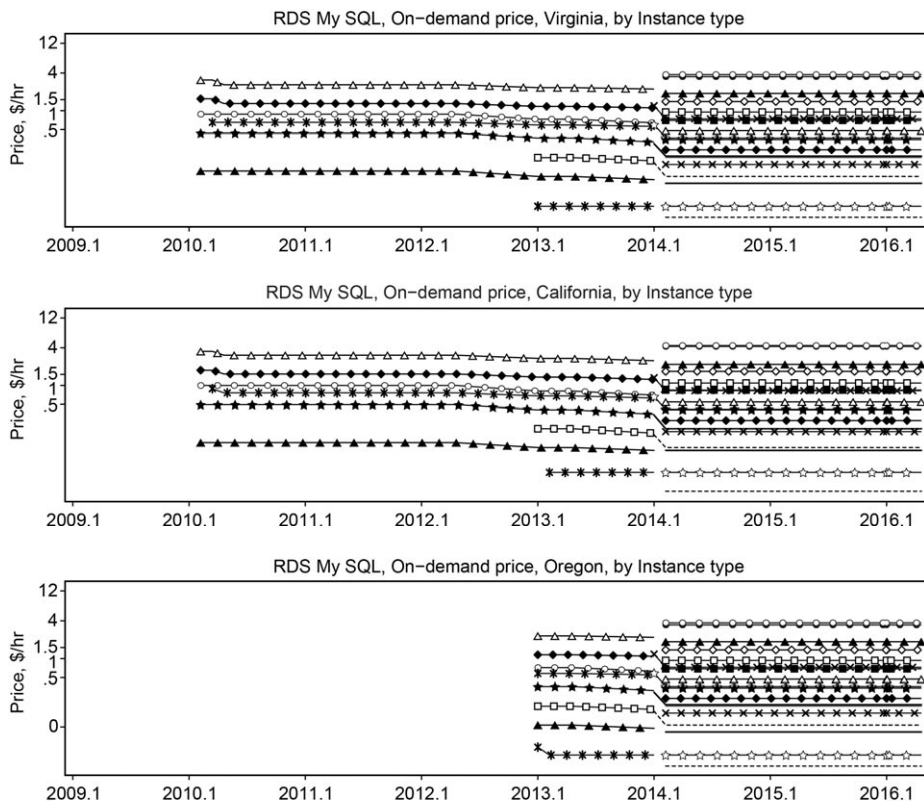 RDS My SQL, On−demand price, Virginia, by Instance type
12
4
1.5
1
.5
Price, $/hr
2009.1 2010.1 2011.1 2012.1 2013.1 2014.1 2015.1 2016.1
RDS My SQL, On−demand price, California, by Instance type
12
4
1.5
1
.5
Price, $/hr
2009.1 2010.1 2011.1 2012.1 2013.1 2014.1 2015.1 2016.1
RDS My SQL, On−demand price, Oregon, by Instance type
12
4
1.5
1
.5
0
Price, $/hr
2009.1 2010.1 2011.1 2012.1 2013.1 2014.1 2015.1 2016.1